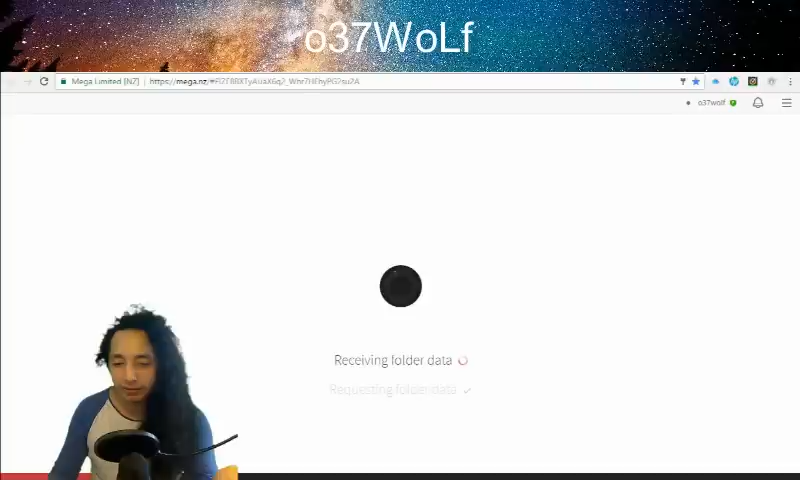 o37WoLf
Mega Limited [NZ] | https://mega.nz/
o37wolf
Receiving folder data
Requesting folder data